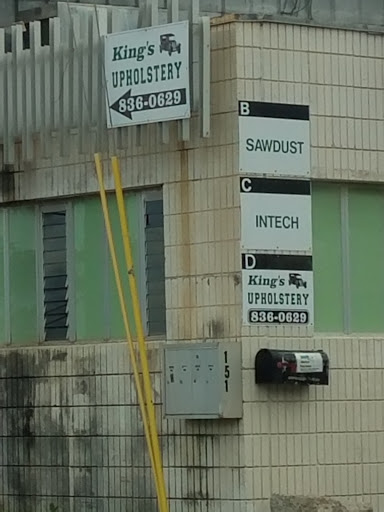 King's
UPHOLSTERY
836-0629
B
SAWDUST
C
INTECH
D
King's
UPHOLSTERY
836-0629
151